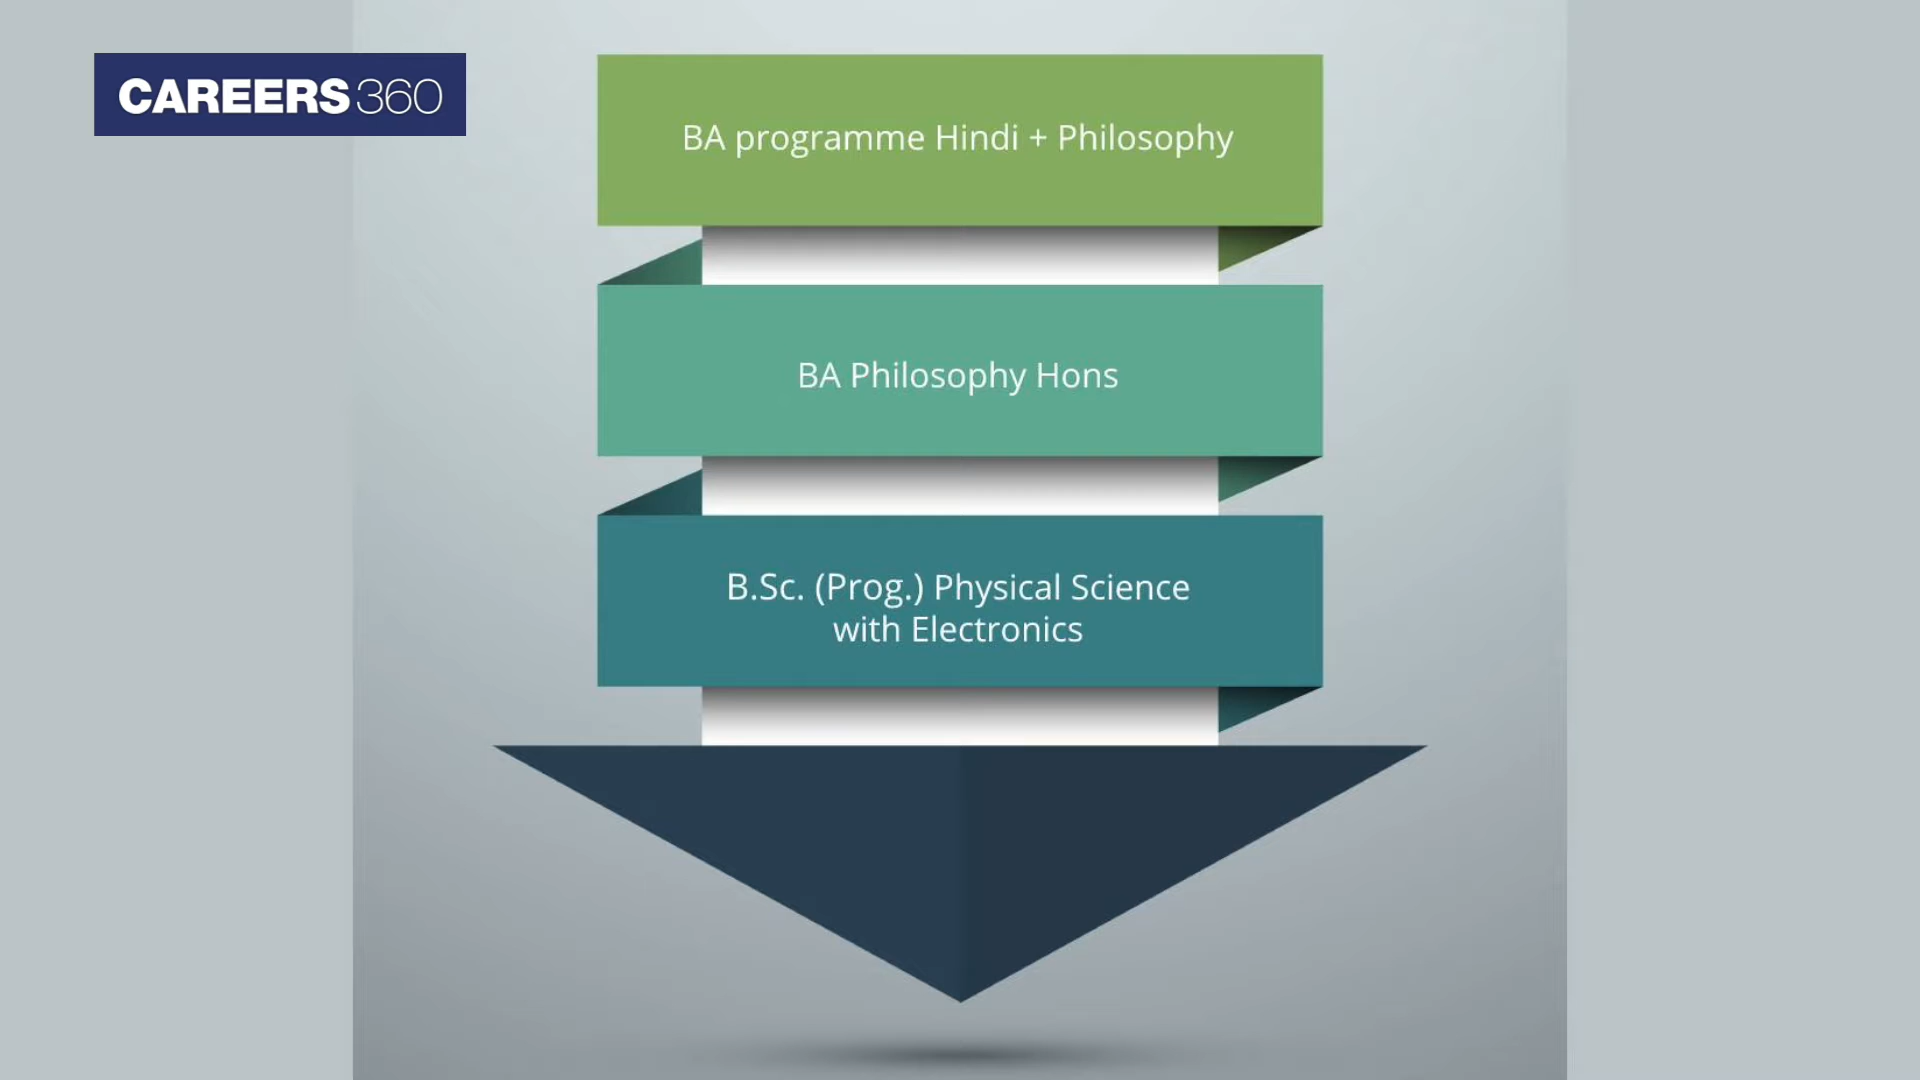 CAREERS360
BA programme Hindi + Philosophy
BA Philosophy Hons
B.Sc. (Prog.) Physical Science
with Electronics